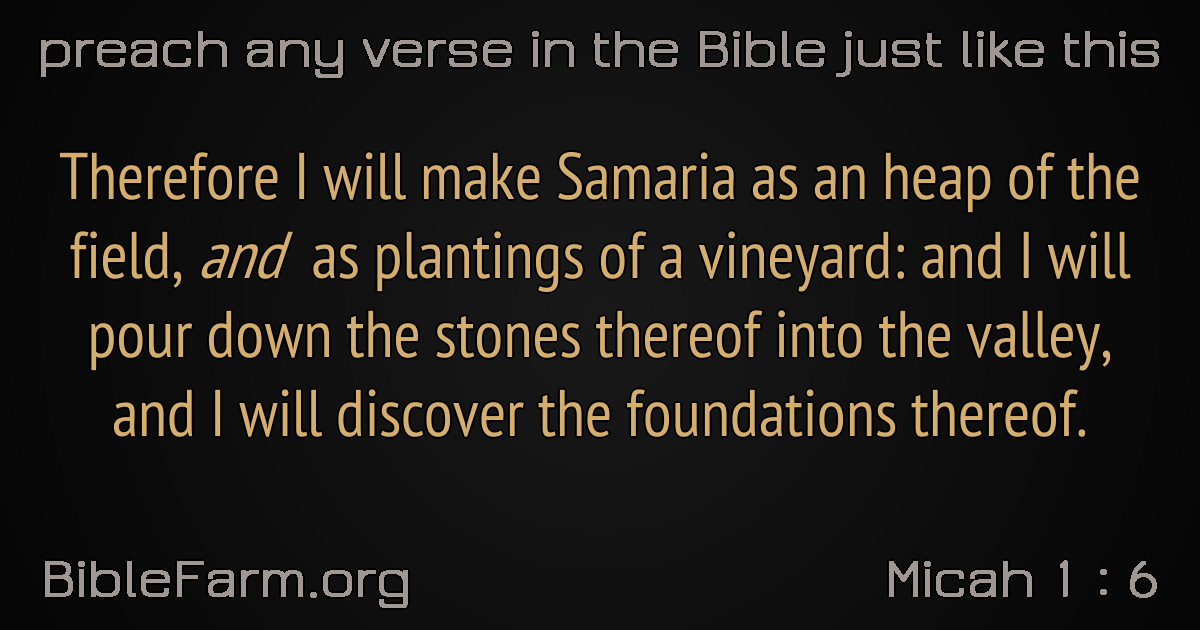 preach any verse in the Bible just like this
Therefore I will make Samaria as an heap of the
field, and as plantings of a vineyard: and I will
pour down the stones thereof into the valley,
and I will discover the foundations thereof.
BibleFarm.org
Micah 1 : 6